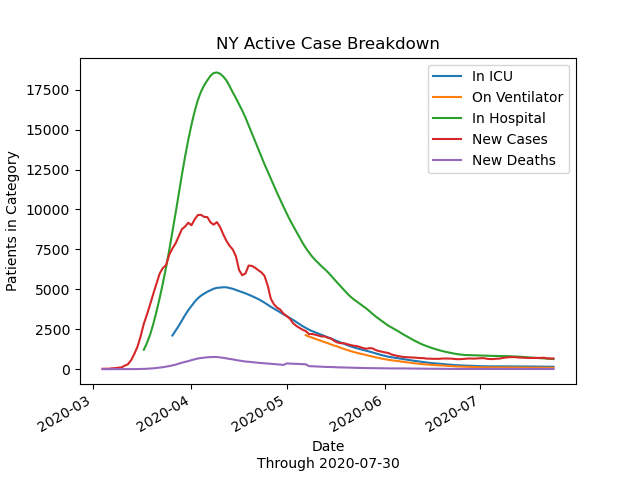 NY Active Case Breakdown
In ICU
On Ventilator
In Hospital
New Cases
New Deaths
Patients in Category
17500
15000
12500
10000
7500
5000
2500
0
2020-03
2020-04
2020-05
2020-06
2020-07
Date
Through 2020-07-30